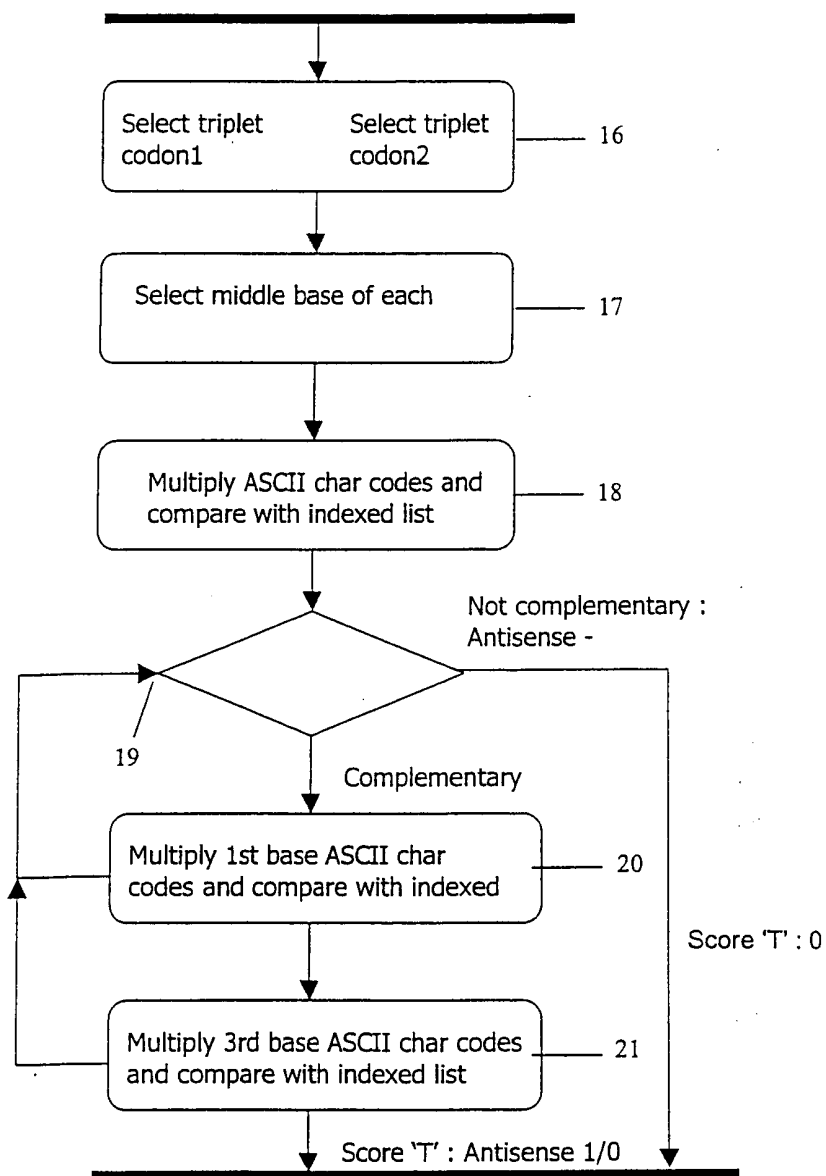 Select triplet
codon1
Select triplet
codon2
16
Select middle base of each
17
Multiply ASCII char codes and
compare with indexed list
18
Not complementary :
Antisense -
19
Complementary
Multiply 1st base ASCII char
codes and compare with indexed
20
Score 'T' : 0
Multiply 3rd base ASCII char codes
and compare with indexed list
21
Score 'T' : Antisense 1/0